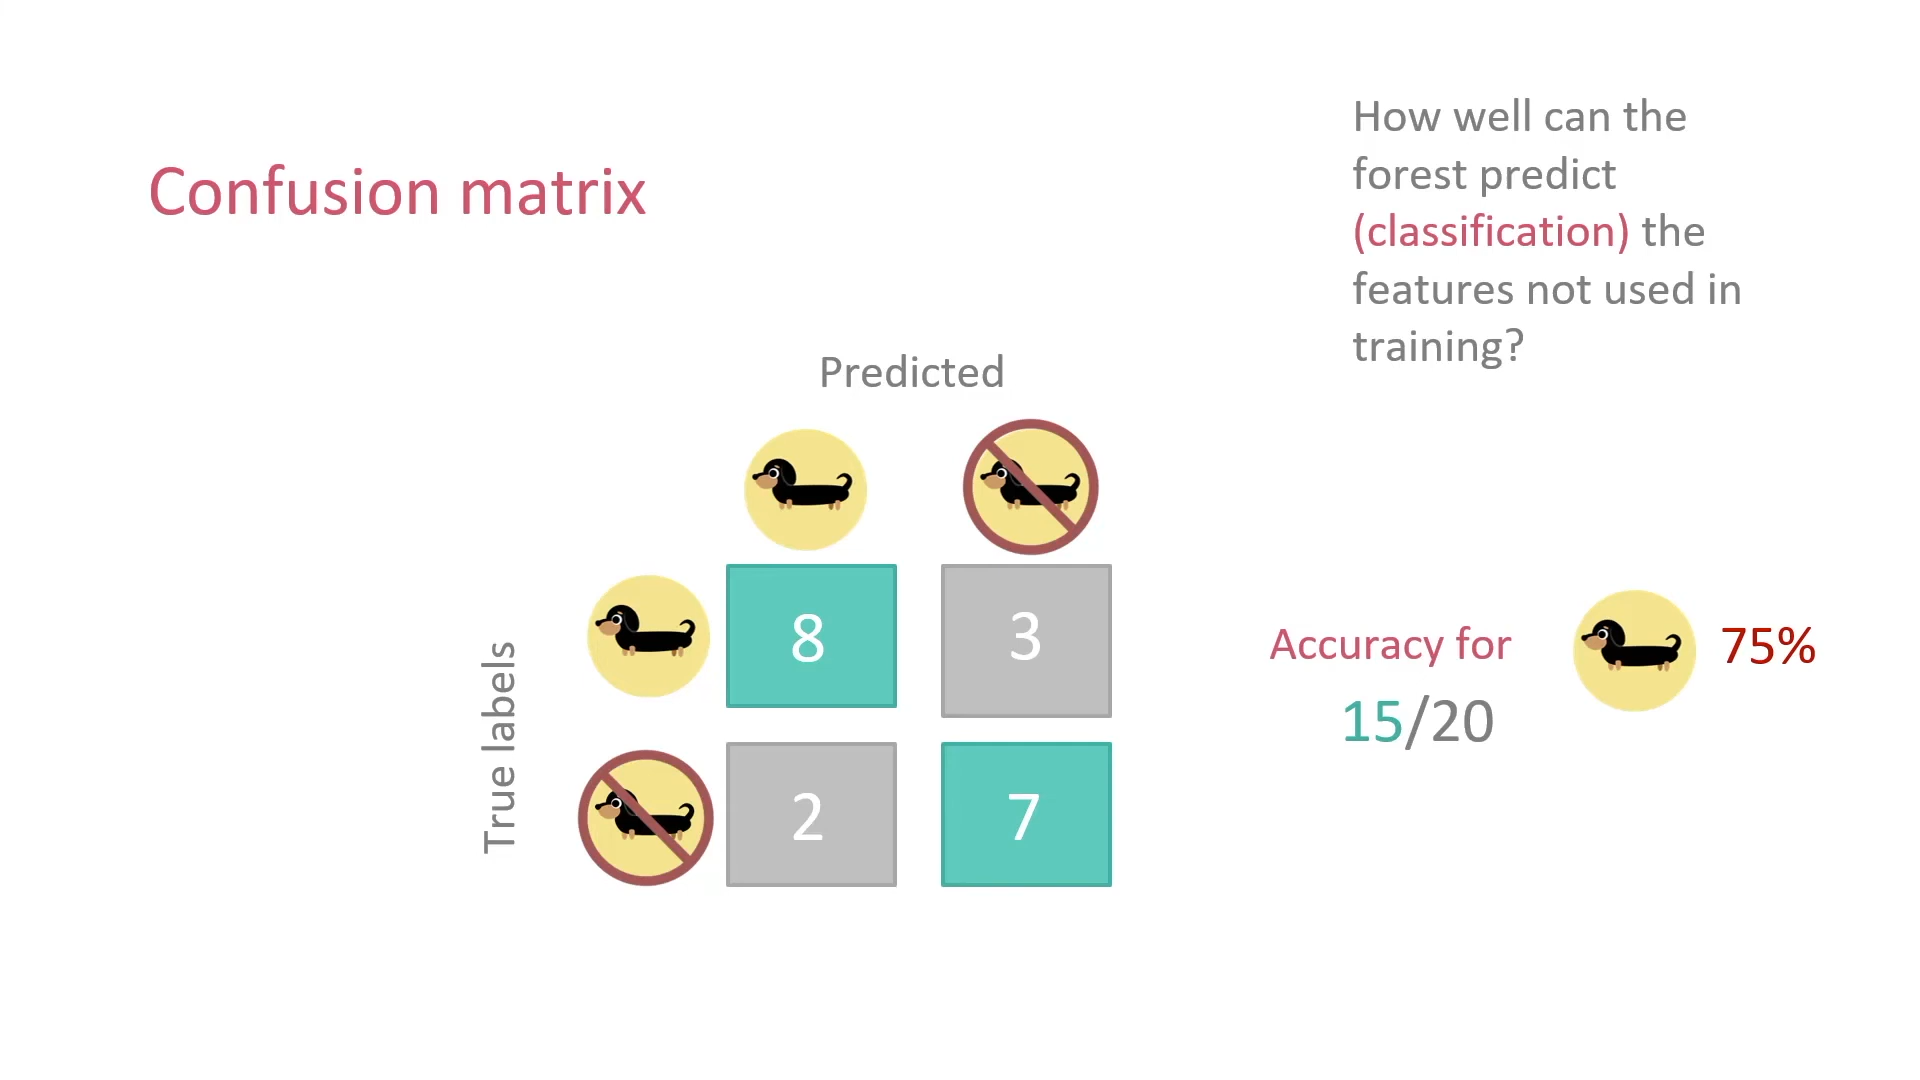 Confusion matrix
How well can the
forest predict
(classification) the
features not used in
training?
Predicted
True labels
8
3
2
7
Accuracy for
75%
15/20